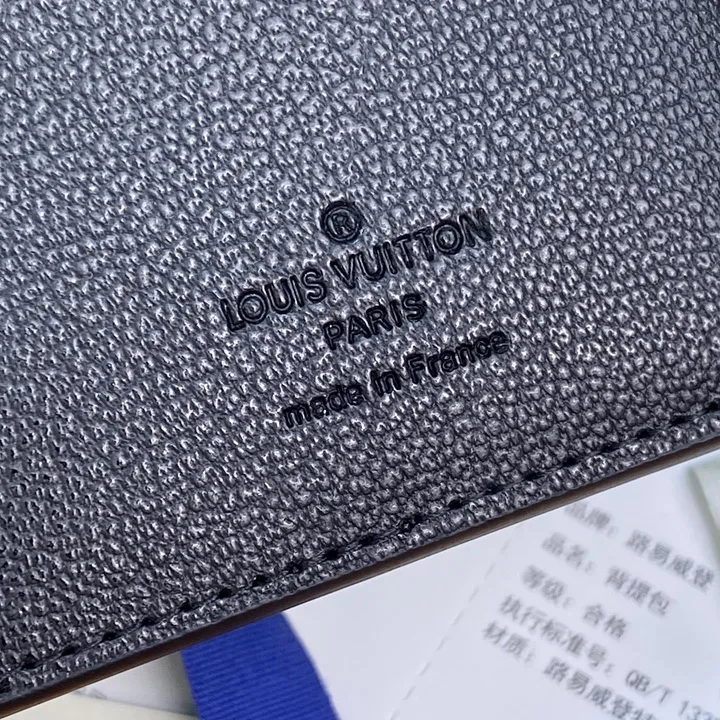 ®
LOUIS VUITTON
PARIS
made in France
品牌：路易威登
品名：背提包
等级：合格
执行标准号：QB/T 133
材质：路易威登